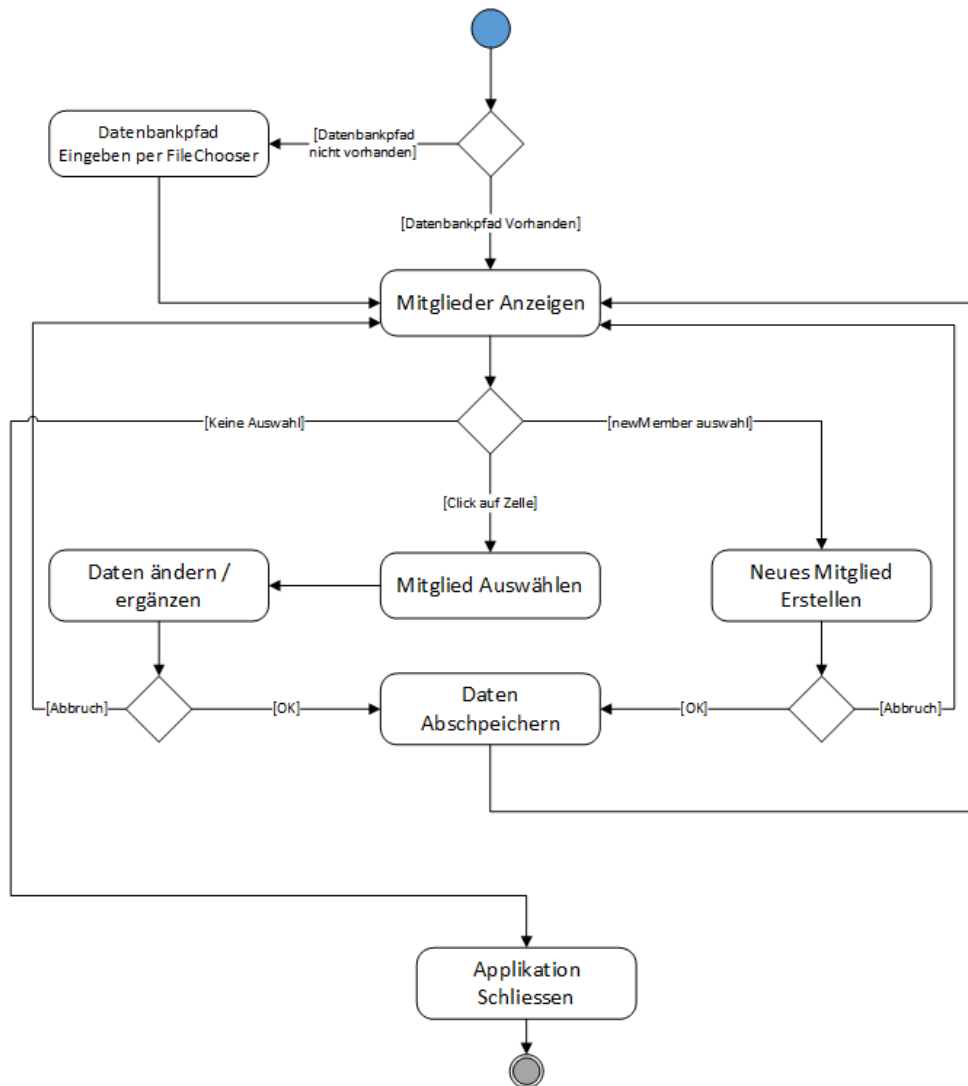 Datenbankpfad
Eingeben per FileChooser
[Datenbankpfad
nicht vorhanden]
[Datenbankpfad Vorhanden]
Mitglieder Anzeigen
[Keine Auswahl]
[newMember auswahl]
[Click auf Zelle]
Daten ändern /
ergänzen
Mitglied Auswählen
Neues Mitglied
Erstellen
[Abbruch]
[OK]
Daten
Abschpeichern
[OK]
[Abbruch]
Applikation
Schliessen